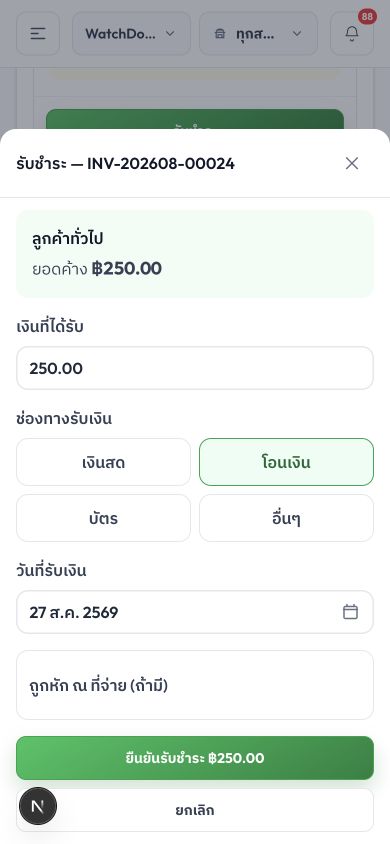 WatchDo...
ทุกส...
88
รับชำระ — INV-202608-00024
ลูกค้าทั่วไป
ยอดค้าง ฿250.00
เงินที่ได้รับ
250.00
ช่องทางรับเงิน
เงินสด
โอนเงิน
บัตร
อื่นๆ
วันที่รับเงิน
27 ส.ค. 2569
ถูกหัก ณ ที่จ่าย (ถ้ามี)
ยืนยันรับชำระ ฿250.00
N
ยกเลิก